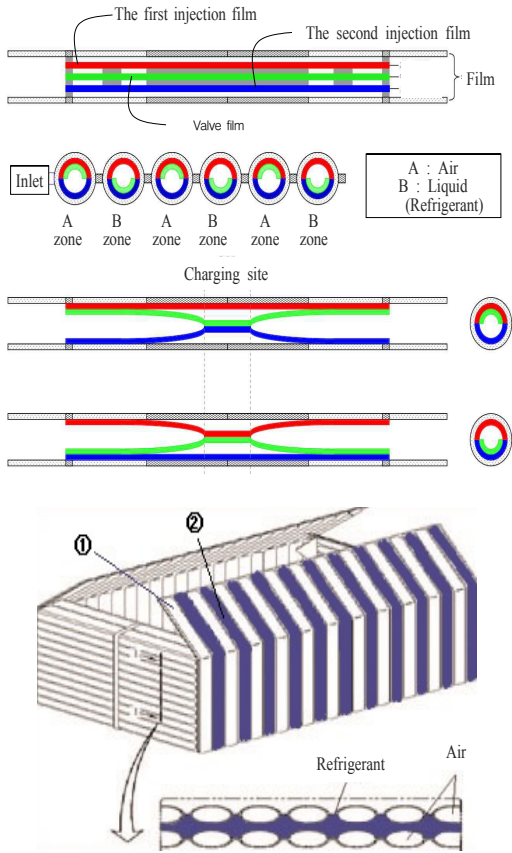 The first injection film
The second injection film
Film
Valve film
Inlet
A : Air
B : Liquid
(Refrigerant)
A B A B A B
zone zone zone zone zone zone
Charging site
① ②
Refrigerant Air